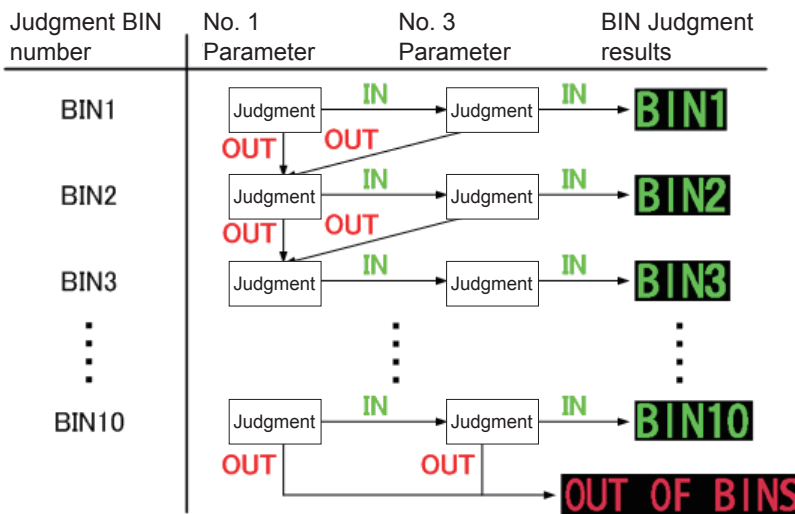 Judgment BIN number
No. 1 Parameter
No. 3 Parameter
BIN Judgment results
BIN1
Judgment
IN
Judgment
IN
BIN1
OUT
OUT
BIN2
Judgment
IN
Judgment
IN
BIN2
OUT
OUT
BIN3
Judgment
IN
Judgment
IN
BIN3
BIN10
Judgment
IN
Judgment
IN
BIN10
OUT
OUT
OUT OF BINS